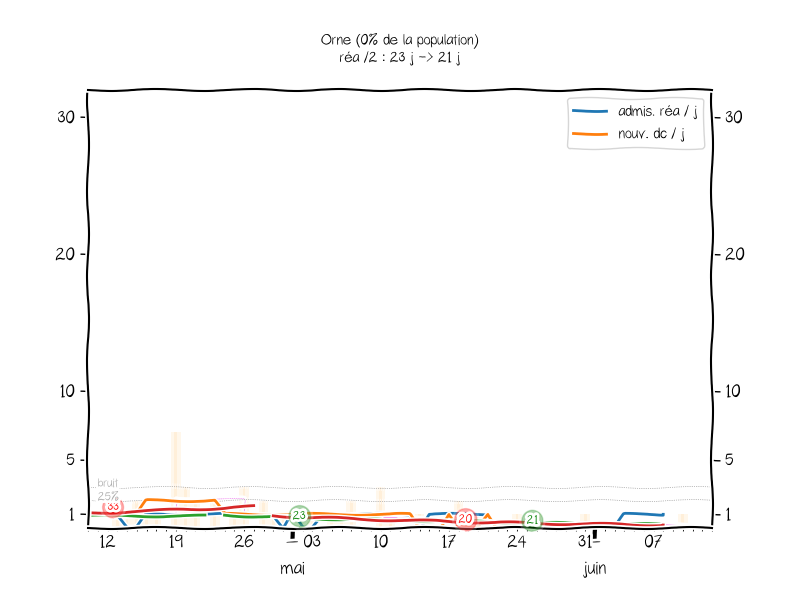 Orne (0% de la population)
réa /2 : 23 j -> 21 j
admis. réa / j
nouv. dc / j
30
30
20
20
10
10
5
5
bruit
25%
33
23
20
21
1
1
12 19 26 03 10 17 24 31 07
mai juin